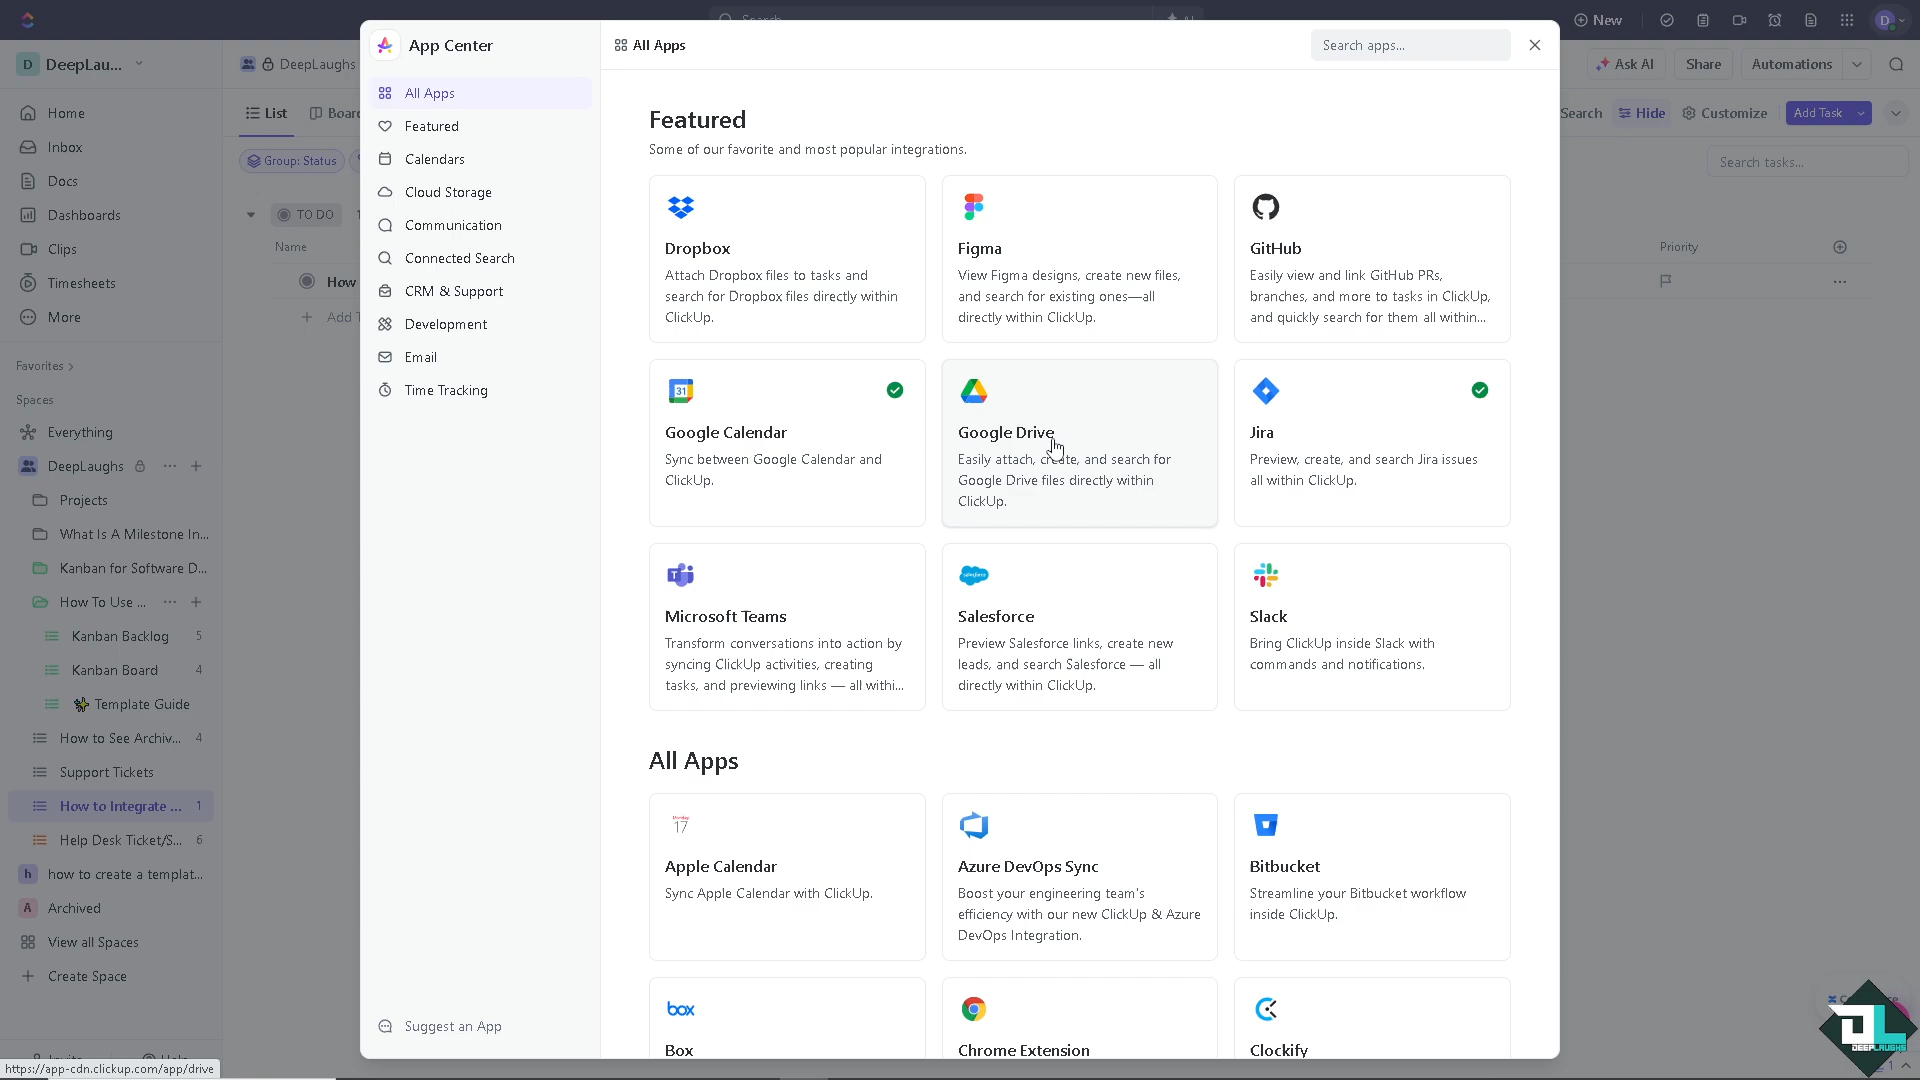 Search
AI
New
D
D
DeepLau...
DeepLaughs
Ask AI
Share
Automations
Home
Inbox
Docs
Dashboards
Clips
Timesheets
More
Favorites
Spaces
Everything
DeepLaughs
Projects
What Is A Milestone In...
Kanban for Software D...
How To Use ...
Kanban Backlog 5
Kanban Board 4
Template Guide
How to See Archiv... 4
Support Tickets
How to Integrate ... 1
Help Desk Ticket/S... 6
h how to create a templat...
A Archived
View all Spaces
Create Space
Invite
Help
https://app-cdn.clickup.com/app/drive
List
Board
Group: Status
TO DO 1
Name
How
Add T
Search
Hide
Customize
Add Task
Search tasks...
Priority
App Center
All Apps
Featured
Calendars
Cloud Storage
Communication
Connected Search
CRM & Support
Development
Email
Time Tracking
Suggest an App
All Apps
Search apps...
Featured
Some of our favorite and most popular integrations.
Dropbox
Attach Dropbox files to tasks and
search for Dropbox files directly within
ClickUp.
Figma
View Figma designs, create new files,
and search for existing ones—all
directly within ClickUp.
GitHub
Easily view and link GitHub PRs,
branches, and more to tasks in ClickUp,
and quickly search for them all within...
31
Google Calendar
Sync between Google Calendar and
ClickUp.
Google Drive
Easily attach, create, and search for
Google Drive files directly within
ClickUp.
Jira
Preview, create, and search Jira issues
all within ClickUp.
Microsoft Teams
Transform conversations into action by
syncing ClickUp activities, creating
tasks, and previewing links — all withi...
salesforce
Salesforce
Preview Salesforce links, create new
leads, and search Salesforce — all
directly within ClickUp.
Slack
Bring ClickUp inside Slack with
commands and notifications.
All Apps
17
Apple Calendar
Sync Apple Calendar with ClickUp.
Azure DevOps Sync
Boost your engineering team's
efficiency with our new ClickUp & Azure
DevOps Integration.
Bitbucket
Streamline your Bitbucket workflow
inside ClickUp.
box
Box
Chrome Extension
Clockify
DL
DEEPLAUGHS